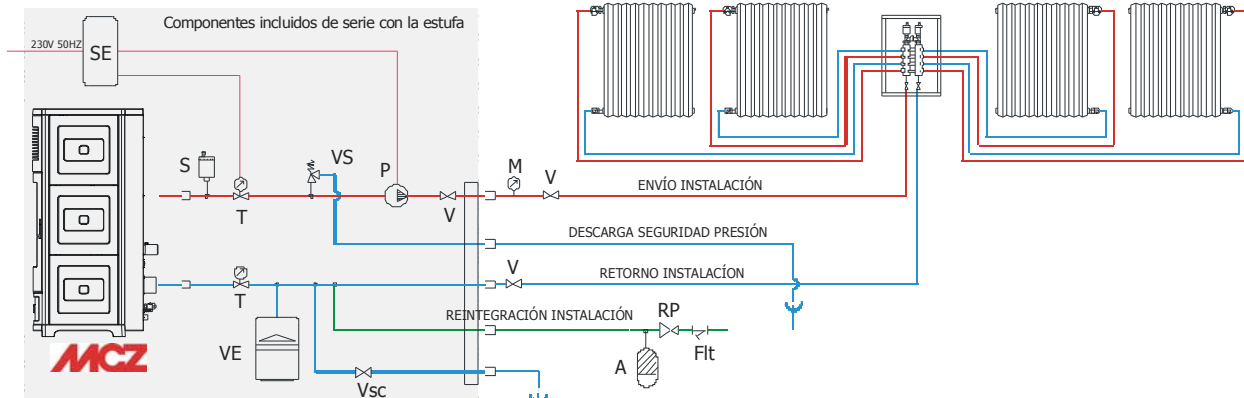 Componentes incluidos de serie con la estufa
230V 50HZ
SE
S
VS
P
M
V
T
V
ENVÍO INSTALACIÓN
DESCARGA SEGURIDAD PRESIÓN
V
RETORNO INSTALACÍON
T
REINTEGRACIÓN INSTALACIÓN
RP
VE
Flt
A
MCZ
Vsc